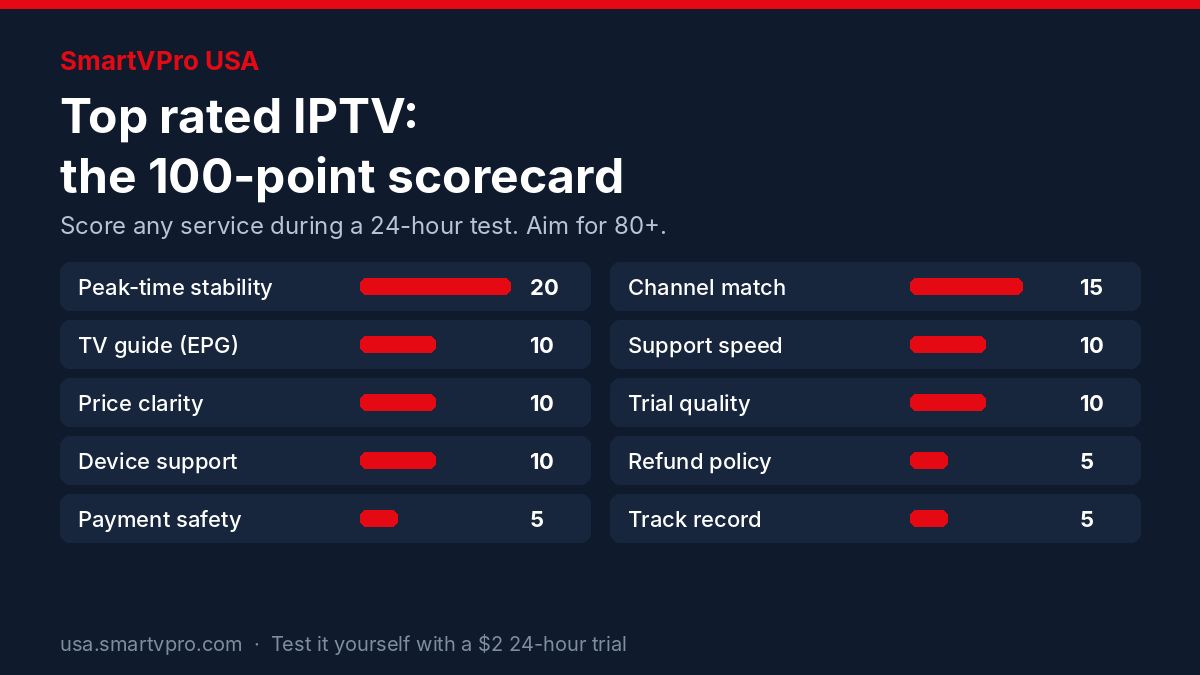 SmartVPro USA
Top rated IPTV:
the 100-point scorecard
Score any service during a 24-hour test. Aim for 80+.
Peak-time stability 20
Channel match 15
TV guide (EPG) 10
Support speed 10
Price clarity 10
Trial quality 10
Device support 10
Refund policy 5
Payment safety 5
Track record 5
usa.smartvpro.com · Test it yourself with a $2 24-hour trial